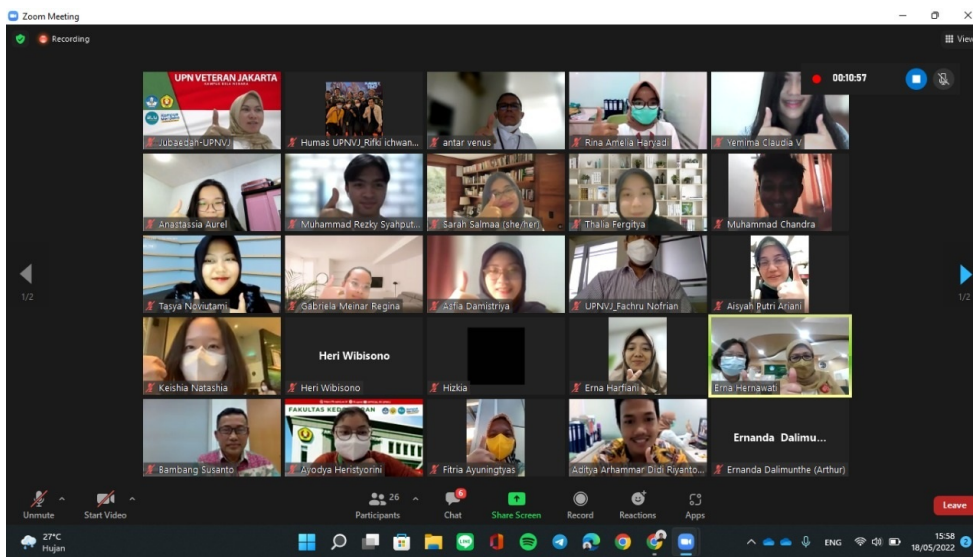 Zoom Meeting
Recording
View
00:10:57
UPN VETERAN JAKARTA
Jubaedah-UPNVJ
Humas UPNVJ_Rifki ichwan...
antar venus
Rina Amelia Haryadi
Yemima Claudia V
Anastassia Aurel
Muhammad Rezky Syahput...
Sarah Salmaa (she/her)
Thalia Fergitya
Muhammad Chandra
1/2
1/2
Tasya Noviutami
Gabriela Meinar Regina
Asfia Damistriya
UPNVJ_Fachru Nofrian
Aisyah Putri Ariani
Heri Wibisono
Keishia Natashia
Heri Wibisono
Hizkia
Erna Harfiani
Erna Hernawati
Ernanda Dalimu...
Bambang Susanto
Ayodya Heristyorini
Fitria Ayuningtyas
Aditya Arhammar Didi Riyanto...
Ernanda Dalimunthe (Arthur)
Unmute
Start Video
26
Participants
6
Chat
Share Screen
Record
Reactions
Apps
Leave
27°C
Hujan
ENG
15:58
18/05/2022